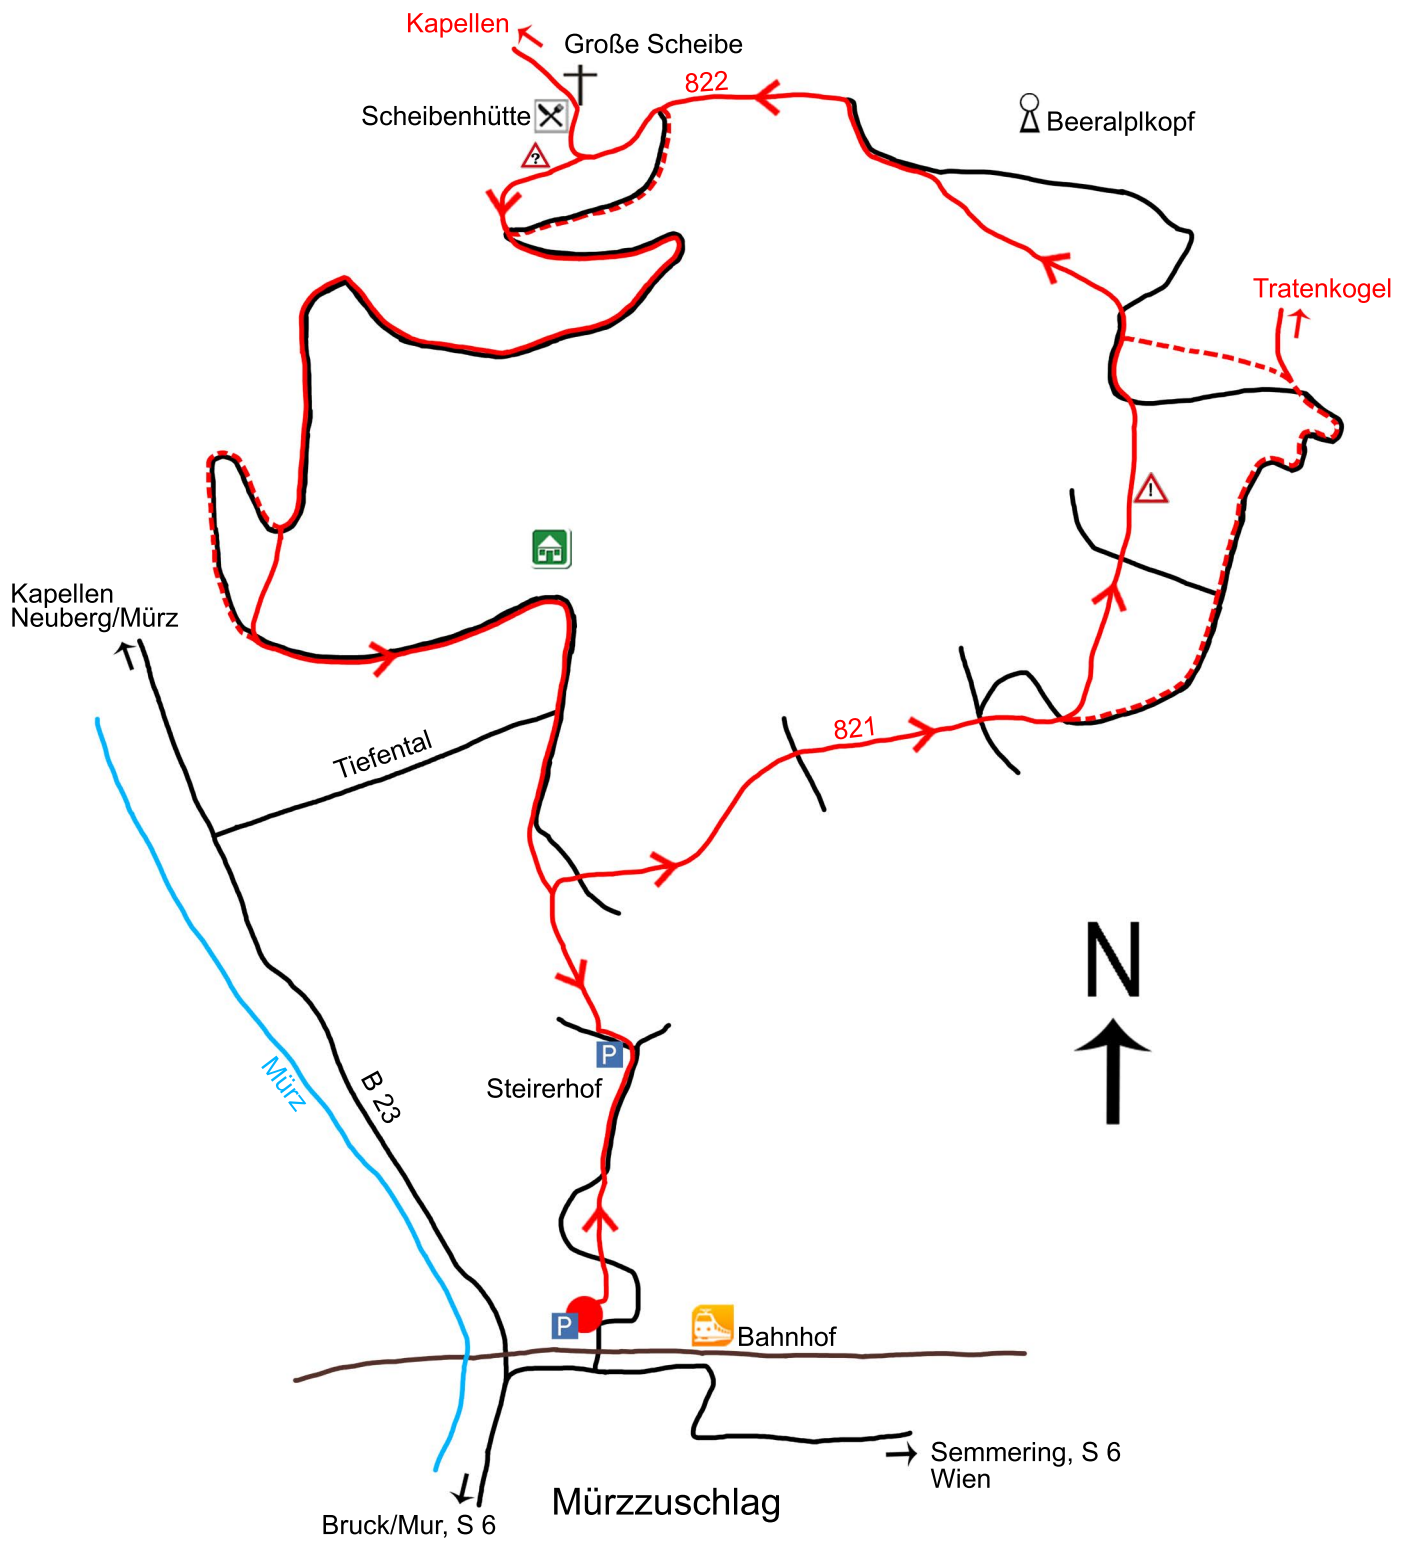 Kapellen
Große Scheibe
822
Scheibenhütte
Beeralplkopf
?
Tratenkogel
!
Kapellen
Neuberg/Mürz
821
Tiefental
N
P
Steirerhof
Mürz
B 23
P
Bahnhof
Semmering, S 6
Wien
Mürzzuschlag
Bruck/Mur, S 6